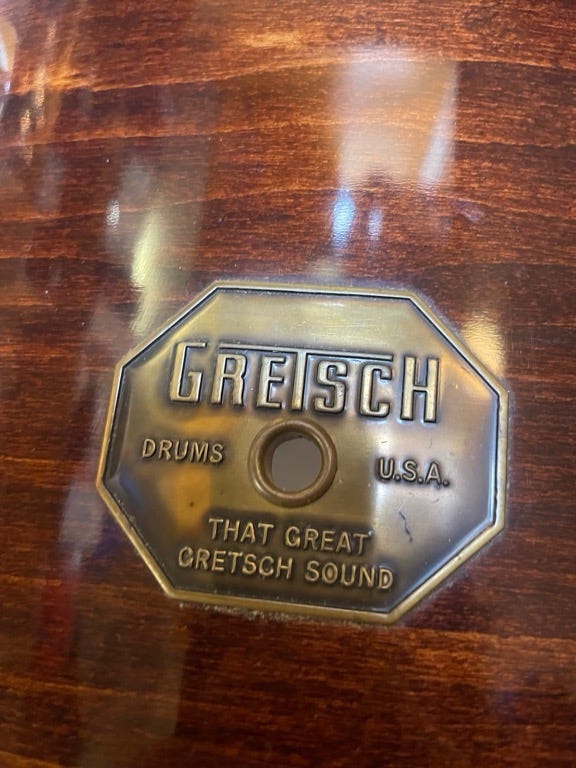 GRETSCH
DRUMS U.S.A.
THAT GREAT
GRETSCH SOUND